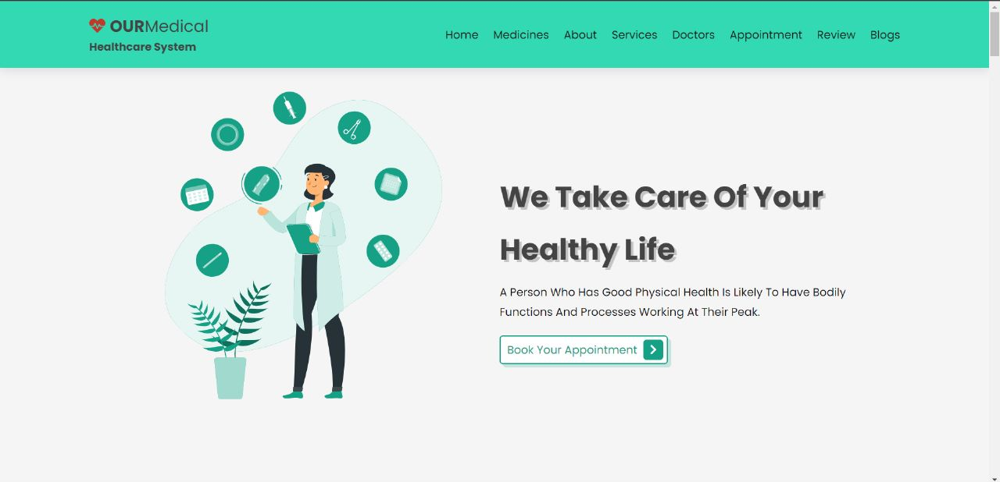 OURMedical
Healthcare System
Home Medicines About Services Doctors Appointment Review Blogs
We Take Care Of Your
Healthy Life
A Person Who Has Good Physical Health Is Likely To Have Bodily
Functions And Processes Working At Their Peak.
Book Your Appointment